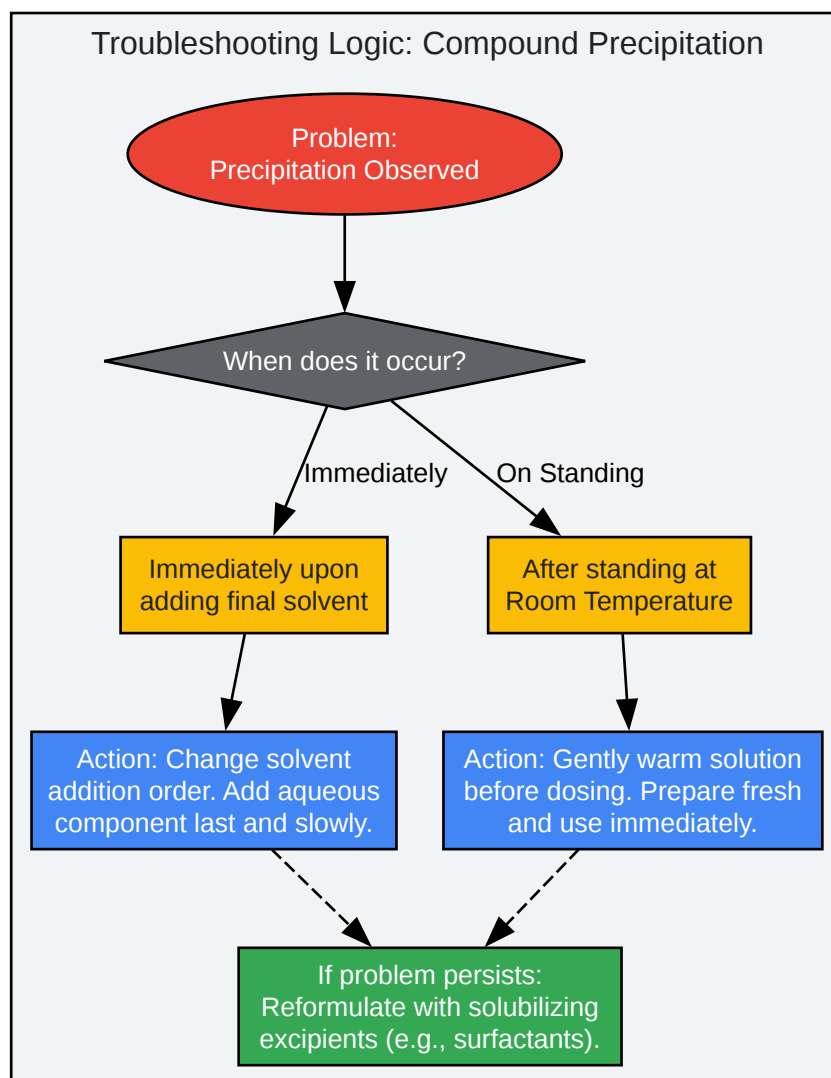 Troubleshooting Logic: Compound Precipitation
Problem:
Precipitation Observed
When does it occur?
Immediately
On Standing
Immediately upon
adding final solvent
After standing at
Room Temperature
Action: Change solvent
addition order. Add aqueous
component last and slowly.
Action: Gently warm solution
before dosing. Prepare fresh
and use immediately.
If problem persists:
Reformulate with solubilizing
excipients (e.g., surfactants).